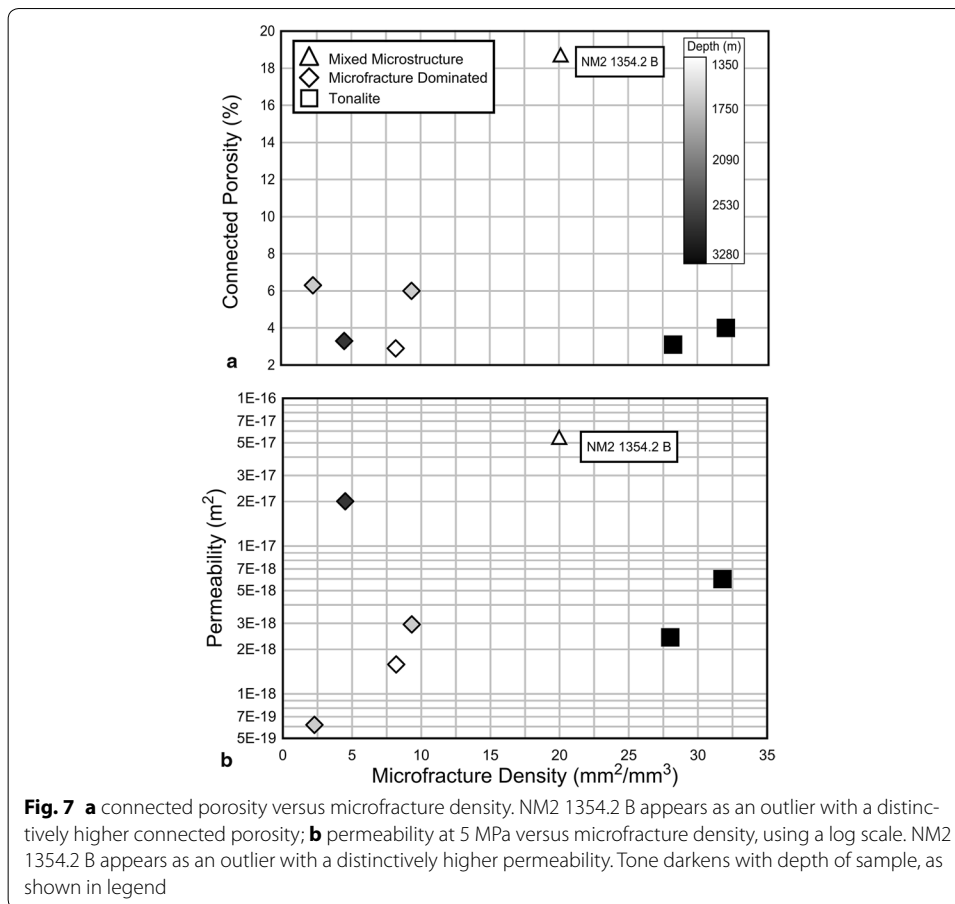 20
18
16
14
12
10
8
6
4
2
Connected Porosity (%)
Mixed Microstructure
Microfracture Dominated
Tonalite
NM2 1354.2 B
Depth (m)
1350
1750
2090
2530
3280
a
1E-16
7E-17
5E-17
3E-17
2E-17
1E-17
7E-18
5E-18
3E-18
2E-18
1E-18
7E-19
5E-19
Permeability (m²)
NM2 1354.2 B
b
0 5 10 15 20 25 30 35
Microfracture Density (mm²/mm³)
Fig. 7 a connected porosity versus microfracture density. NM2 1354.2 B appears as an outlier with a distinc-
tively higher connected porosity; b permeability at 5 MPa versus microfracture density, using a log scale. NM2
1354.2 B appears as an outlier with a distinctively higher permeability. Tone darkens with depth of sample, as
shown in legend